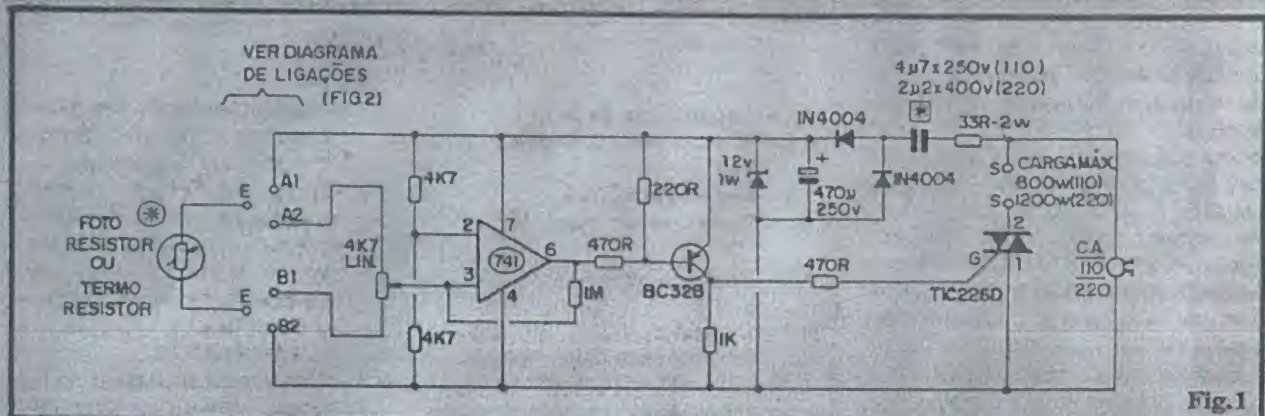 VER DIAGRAMA
DE LIGAÇÕES
(FIG2)
4µ7x250v(110)
2µ2x400v(220)
*
IN4004
33R-2w
A1
E
A2
FOTO *
RESISTOR
OU
TERMO
RESISTOR
E
B1
B2
4K7
LIN.
4K7
2
3
7
741
6
4
4K7
470R
1M
220R
BC328
1K
12v
1w
+
470µ
250v
IN4004
470R
S CARGA MÁX
800w(110)
S 1200w(220)
2
G
1
TIC226D
CA
110
220
Fig.1